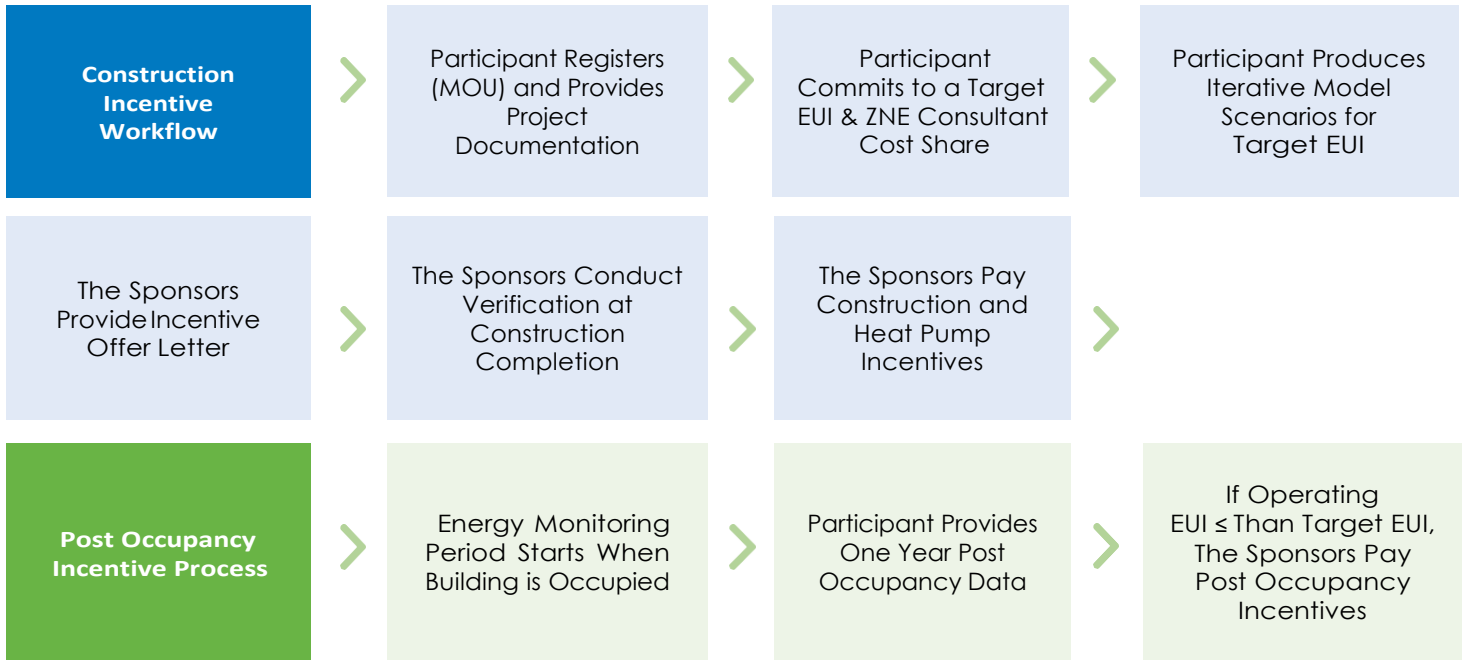 Construction
Incentive
Workflow
Participant Registers
(MOU) and Provides
Project
Documentation
Participant
Commits to a Target
EUI & ZNE Consultant
Cost Share
Participant Produces
Iterative Model
Scenarios for
Target EUI
The Sponsors
Provide Incentive
Offer Letter
The Sponsors Conduct
Verification at
Construction
Completion
The Sponsors Pay
Construction and
Heat Pump
Incentives
Post Occupancy
Incentive Process
Energy Monitoring
Period Starts When
Building is Occupied
Participant Provides
One Year Post
Occupancy Data
If Operating
EUI ≤ Than Target EUI,
The Sponsors Pay
Post Occupancy
Incentives